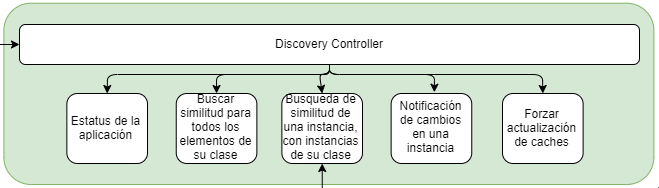 Discovery Controller
Estatus de la
aplicación
Buscar
similitud para
todos los
elementos de
su clase
Busqueda de
similitud de
una instancia,
con instancias
de su clase
Notificación
de cambios
en una
instancia
Forzar
actualización
de caches